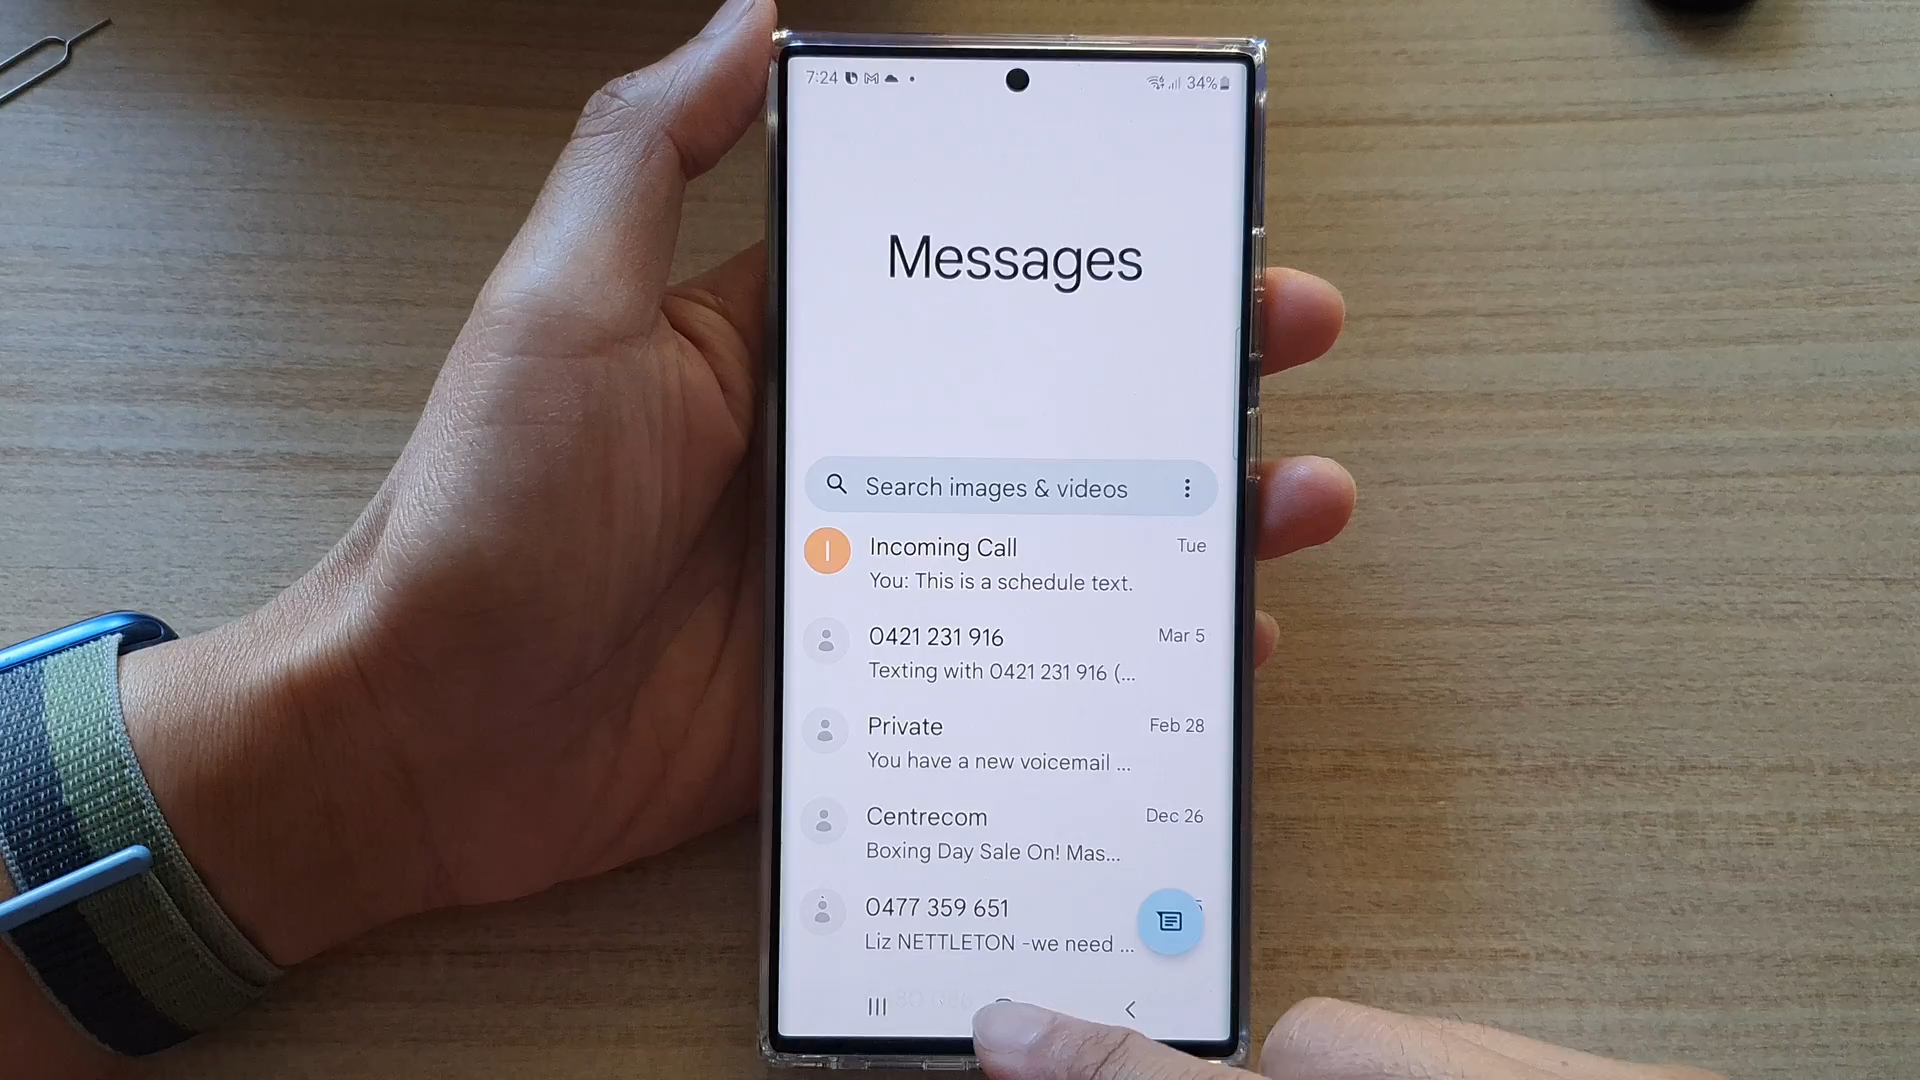 7:24 34%
Messages
Search images & videos
Incoming Call Tue
You: This is a schedule text.
0421 231 916 Mar 5
Texting with 0421 231 916 (...
Private Feb 28
You have a new voicemail ...
Centrecom Dec 26
Boxing Day Sale On! Mas...
0477 359 651
Liz NETTLETON -we need ...